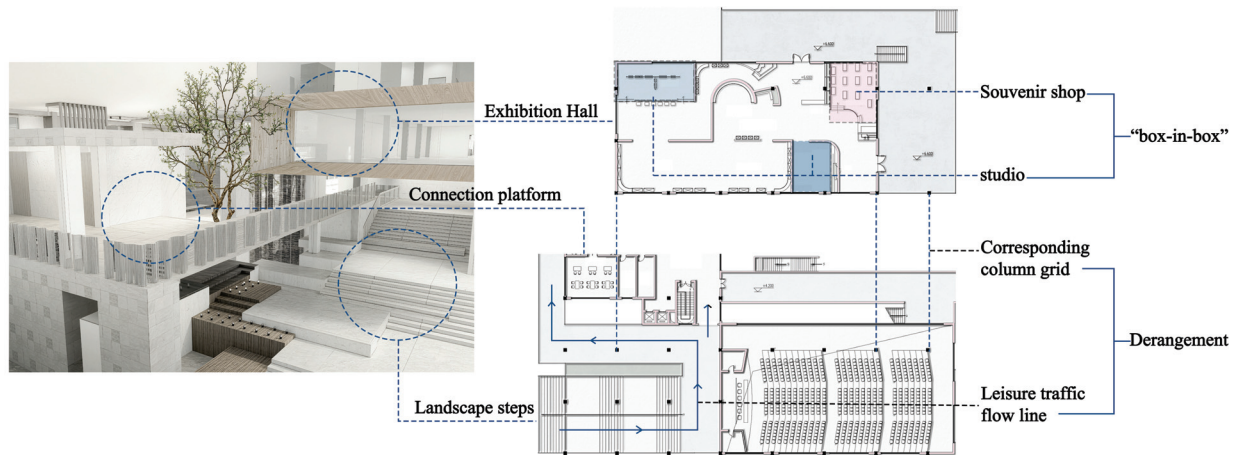 Exhibition Hall
Connection platform
Landscape steps
Souvenir shop
"box-in-box"
studio
Corresponding
column grid
Derangement
Leisure traffic
flow line